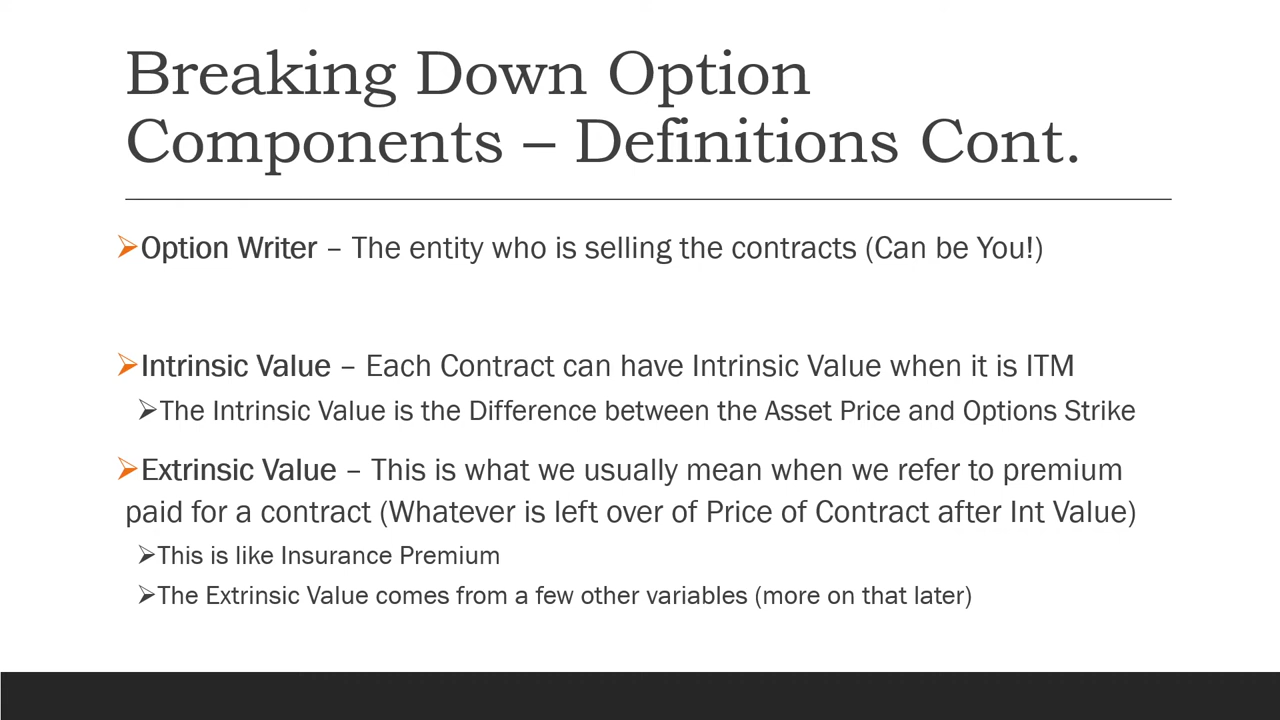 Breaking Down Option
Components – Definitions Cont.
➢Option Writer – The entity who is selling the contracts (Can be You!)
➢Intrinsic Value – Each Contract can have Intrinsic Value when it is ITM
➢The Intrinsic Value is the Difference between the Asset Price and Options Strike
➢Extrinsic Value – This is what we usually mean when we refer to premium
paid for a contract (Whatever is left over of Price of Contract after Int Value)
➢This is like Insurance Premium
➢The Extrinsic Value comes from a few other variables (more on that later)